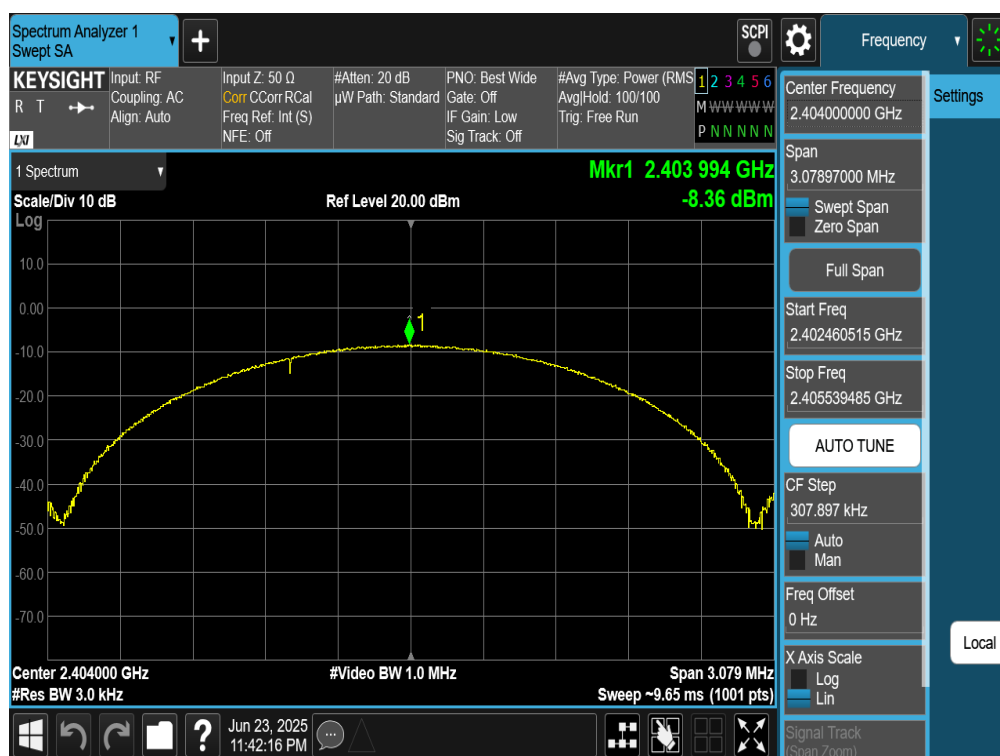 Spectrum Analyzer 1
Swept SA
+
SCPI
Frequency
KEYSIGHT
R T
LXI
Input: RF
Coupling: AC
Align: Auto
Input Z: 50 Ω
Corr CCorr RCal
Freq Ref: Int (S)
NFE: Off
#Atten: 20 dB
µW Path: Standard
PNO: Best Wide
Gate: Off
IF Gain: Low
Sig Track: Off
#Avg Type: Power (RMS
Avg|Hold: 100/100
Trig: Free Run
1 2 3 4 5 6
M W W W W W
P N N N N N
1 Spectrum
Mkr1 2.403 994 GHz
-8.36 dBm
Scale/Div 10 dB
Ref Level 20.00 dBm
Log
10.0
0.00
-10.0
-20.0
-30.0
-40.0
-50.0
-60.0
-70.0
1
Center 2.404000 GHz
#Video BW 1.0 MHz
Span 3.079 MHz
#Res BW 3.0 kHz
Sweep ~9.65 ms (1001 pts)
Center Frequency
2.404000000 GHz
Span
3.07897000 MHz
Swept Span
Zero Span
Full Span
Start Freq
2.402460515 GHz
Stop Freq
2.405539485 GHz
AUTO TUNE
CF Step
307.897 kHz
Auto
Man
Freq Offset
0 Hz
X Axis Scale
Log
Lin
Signal Track
(Span Zoom)
Settings
Local
?
Jun 23, 2025
11:42:16 PM